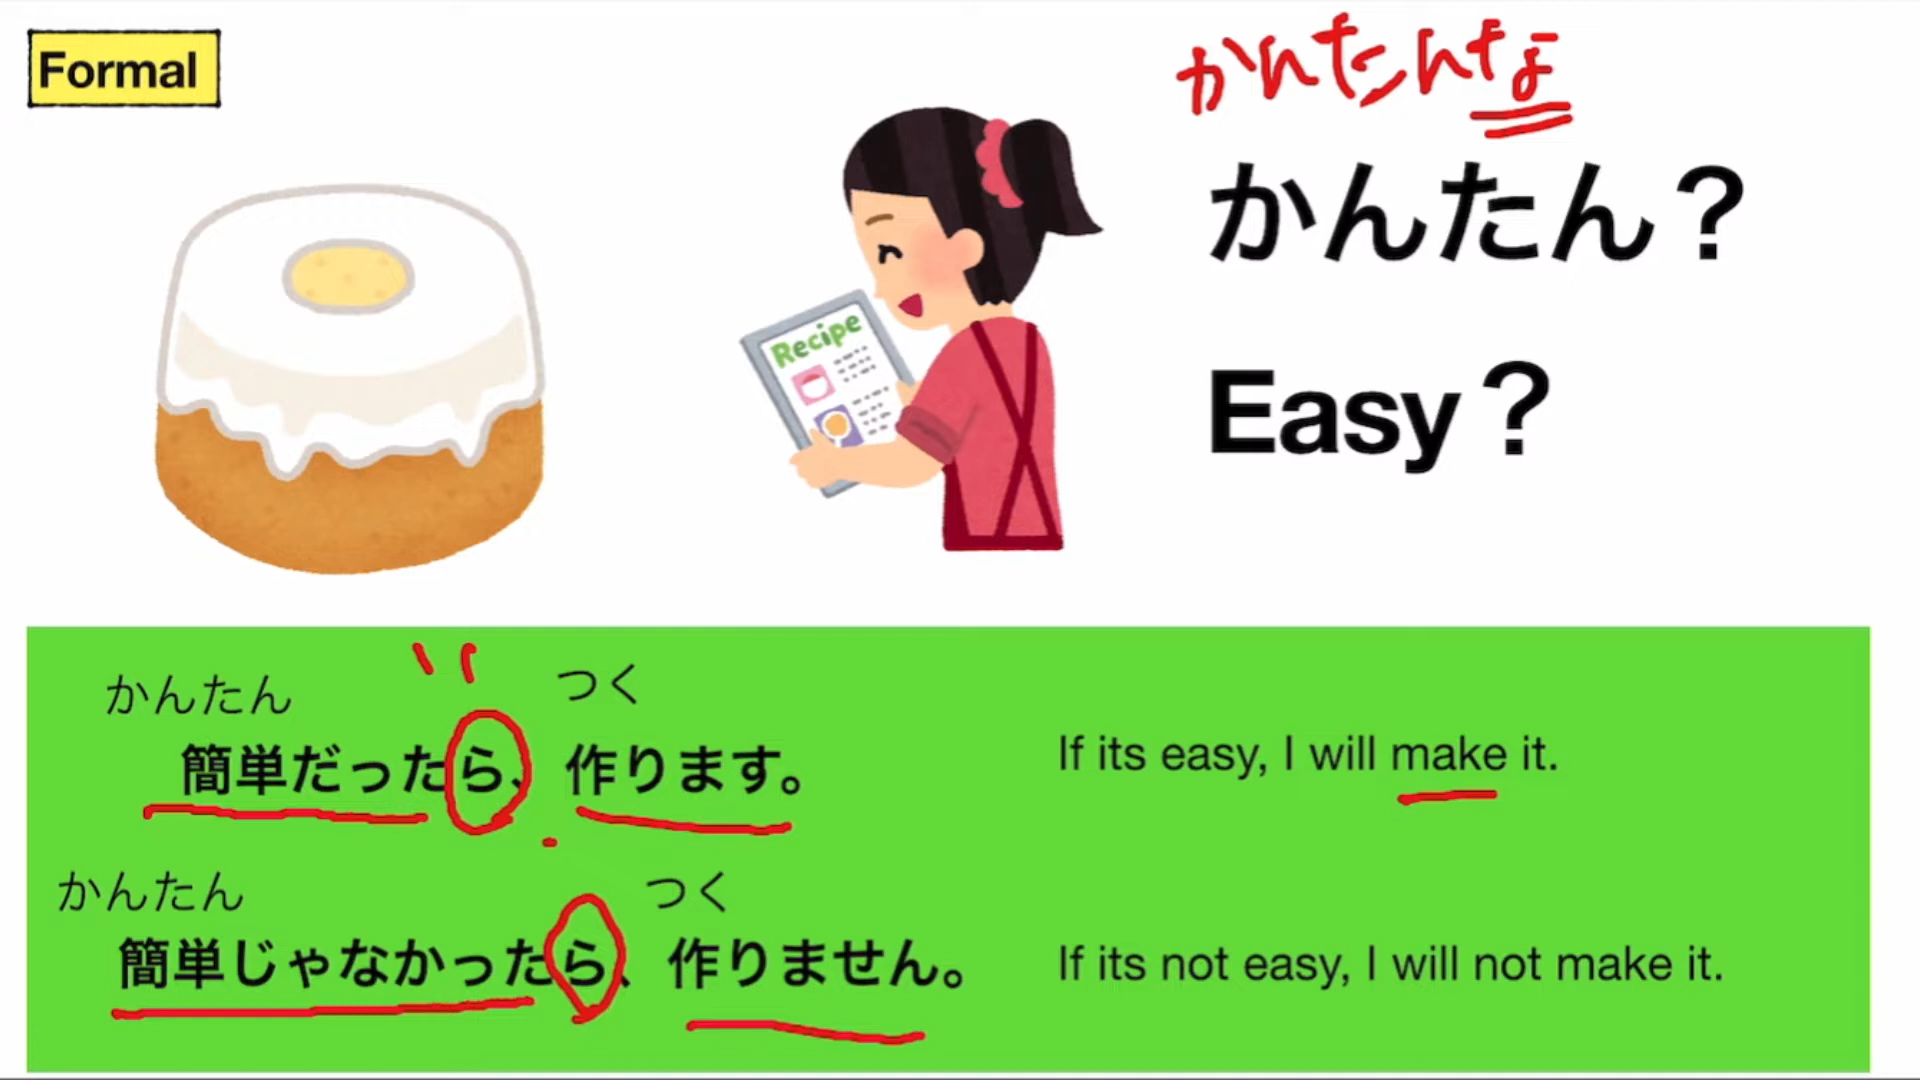 Formal
かんたんな
かんたん？
Easy？
Recipe
かんたん つく
簡単だったら、作ります。
If its easy, I will make it.
かんたん つく
簡単じゃなかったら、作りません。
If its not easy, I will not make it.